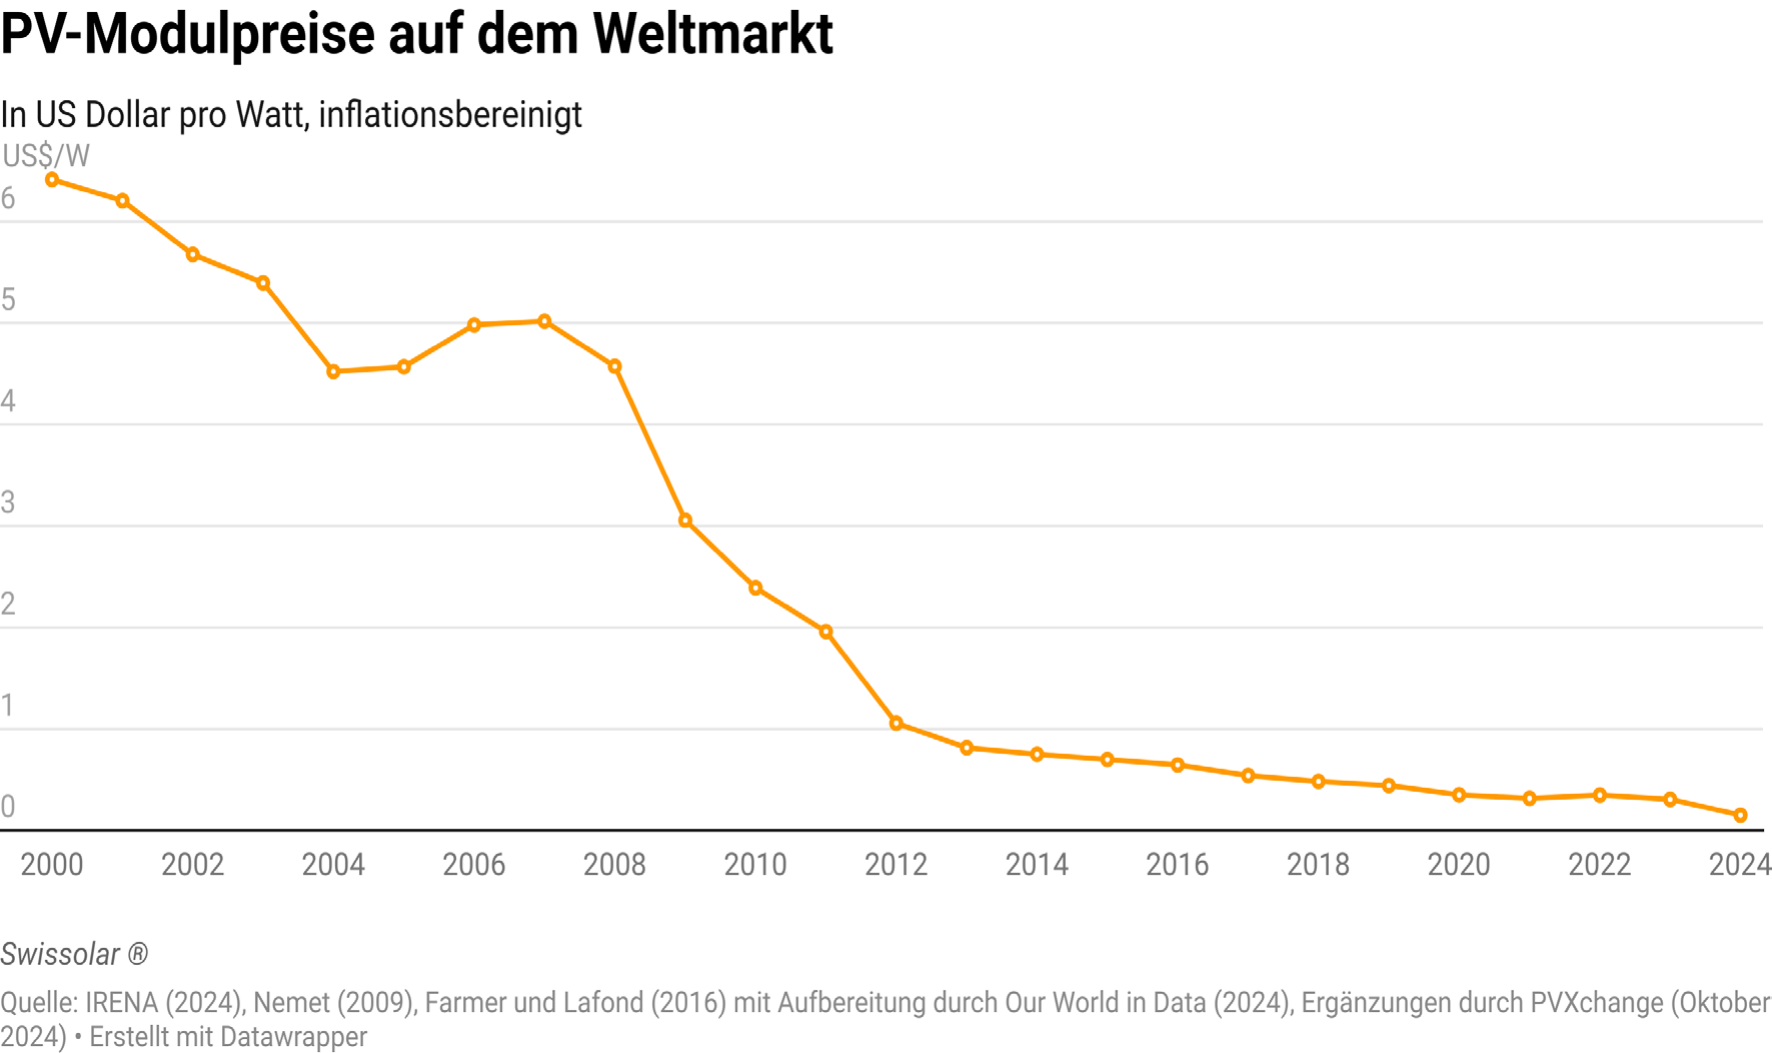 PV-Modulpreise auf dem Weltmarkt
In US Dollar pro Watt, inflationsbereinigt
US$/W
6
5
4
3
2
1
0
2000 2002 2004 2006 2008 2010 2012 2014 2016 2018 2020 2022 2024
Swissolar ®
Quelle: IRENA (2024), Nemet (2009), Farmer und Lafond (2016) mit Aufbereitung durch Our World in Data (2024), Ergänzungen durch PVXchange (Oktober
2024) • Erstellt mit Datawrapper